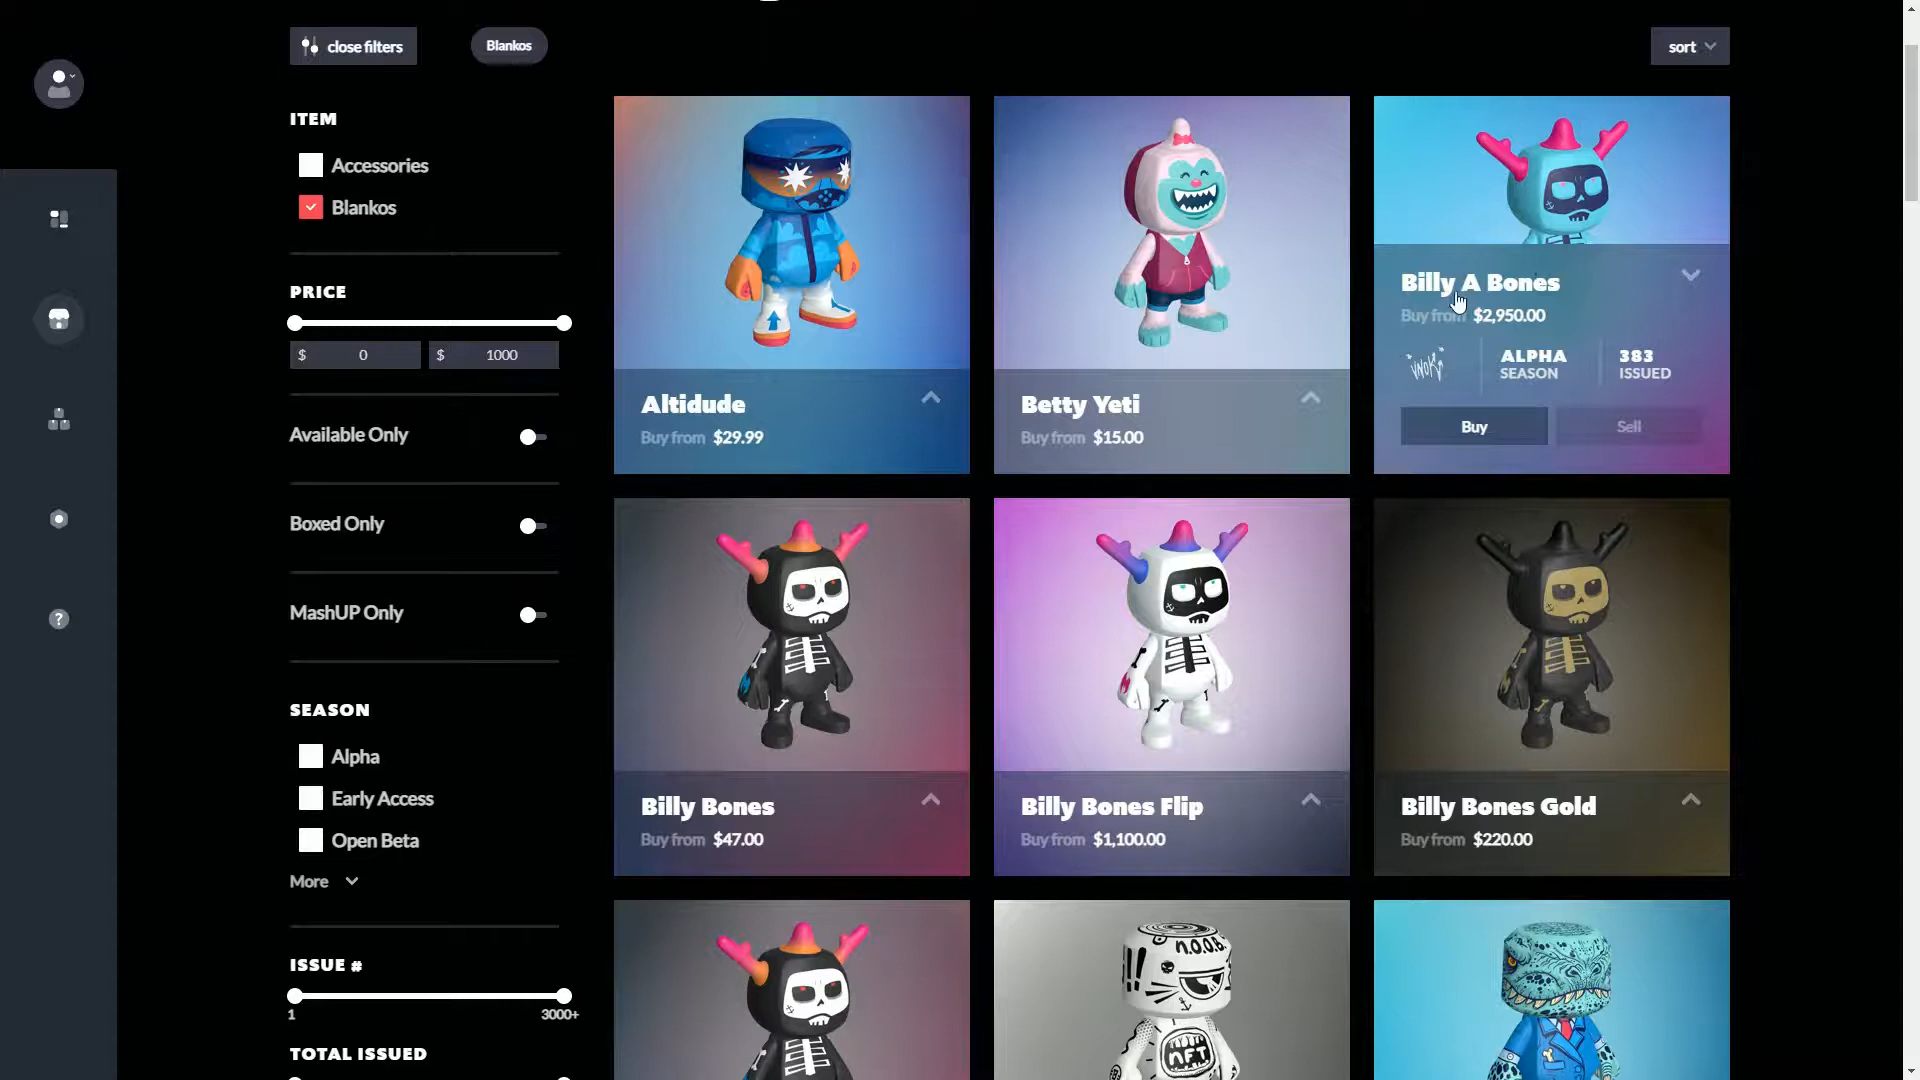 close filters
Blankos
sort
ITEM
Accessories
Blankos
PRICE
$ 0
$ 1000
Available Only
Boxed Only
MashUP Only
SEASON
Alpha
Early Access
Open Beta
More
ISSUE #
1
3000+
TOTAL ISSUED
Altidude
Buy from $29.99
Betty Yeti
Buy from $15.00
Billy A Bones
Buy from $2,950.00
ALPHA
SEASON
383
ISSUED
Buy
Sell
Billy Bones
Buy from $47.00
Billy Bones Flip
Buy from $1,100.00
Billy Bones Gold
Buy from $220.00
n.O.O.B.
NFT
?